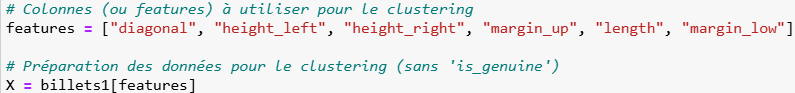 # Colonnes (ou features) à utiliser pour le clustering
features = ["diagonal", "height_left", "height_right", "margin_up", "length", "margin_low"]
# Préparation des données pour le clustering (sans 'is_genuine')
X = billets1[features]